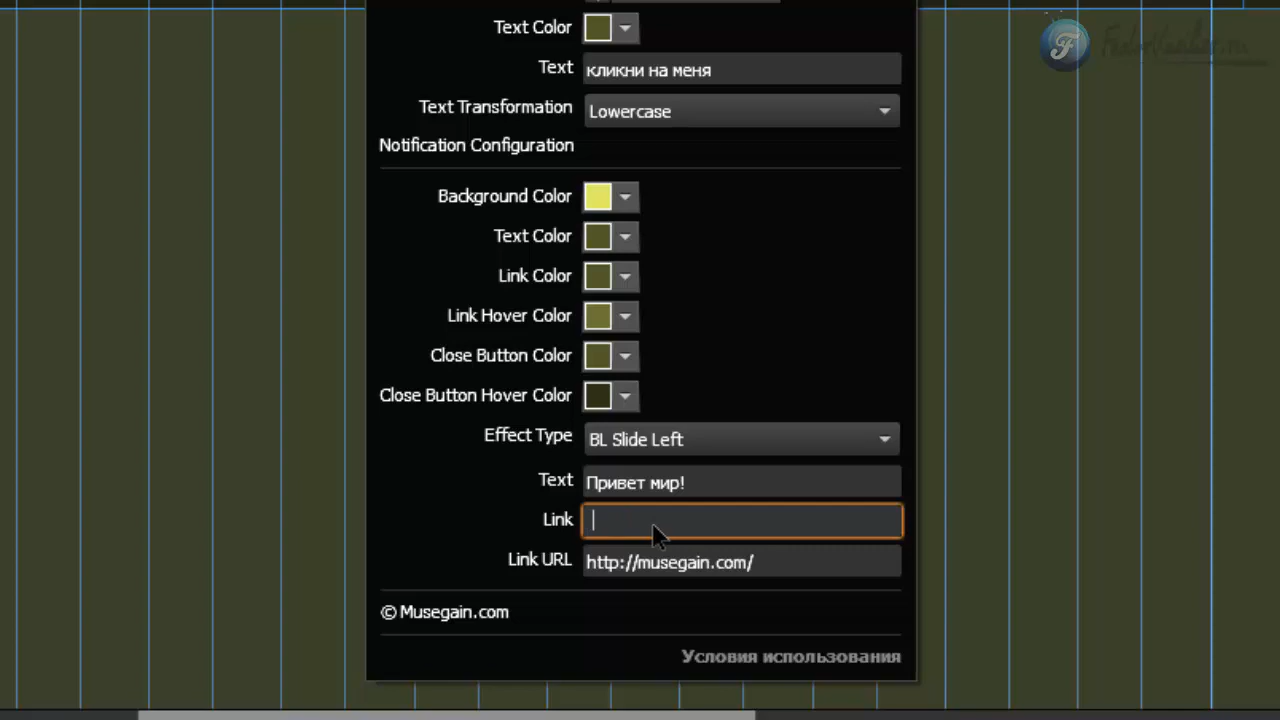 Text Color
Text кликни на меня
Text Transformation Lowercase
Notification Configuration
Background Color
Text Color
Link Color
Link Hover Color
Close Button Color
Close Button Hover Color
Effect Type BL Slide Left
Text Привет мир!
Link
Link URL http://musegain.com/
© Musegain.com
Условия использования